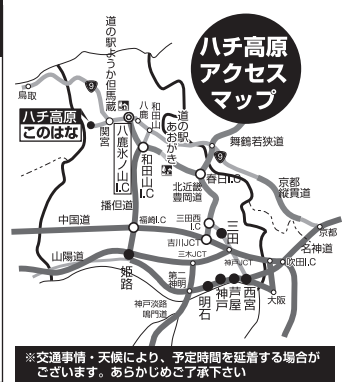 ハチ高原
アクセス
マップ
道の駅ようか但馬蔵
9
鳥取
ハチ高原
このはな
関宮
八鹿
八鹿氷ノ山I.C
和田山
和田山I.C
道の駅
あおがき
9
舞鶴若狭道
春日I.C
北近畿
豊岡道
京都
縦貫道
播但道
中国道
福崎I.C
三田西
I.C
三田
吉川JCT
京都
名神道
山陽道
三木JCT
神戸JCT
吹田I.C
姫路
第二
神明
明石
神戸
芦屋
西宮
大阪
神戸淡路
鳴門道
※交通事情・天候により、予定時間を延着する場合が
ございます。あらかじめご了承下さい